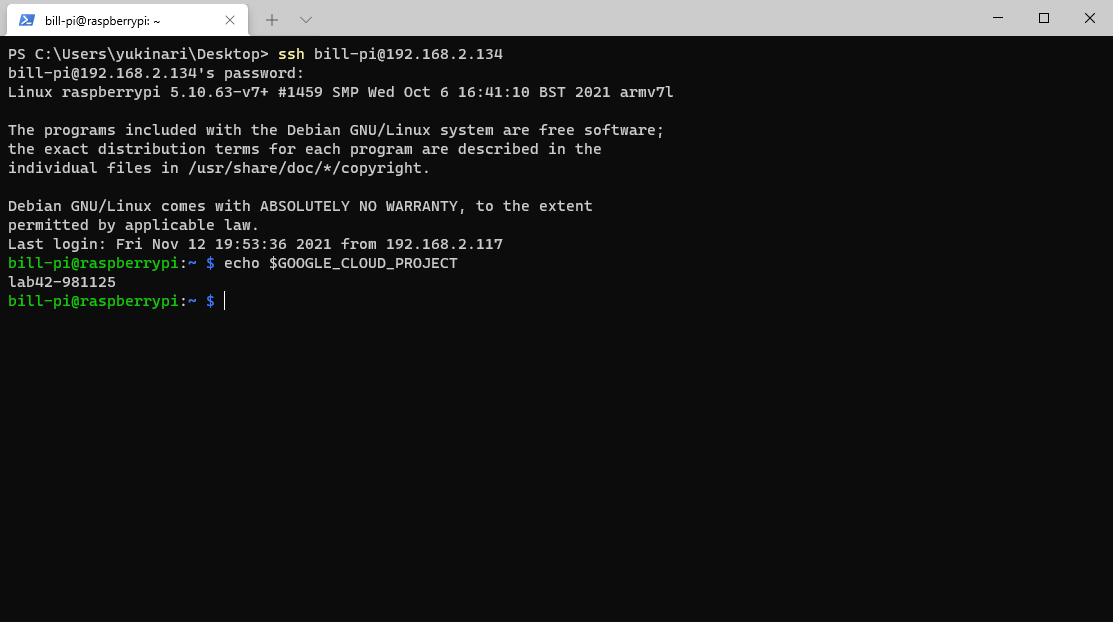 bill-pi@raspberrypi: ~
PS C:\Users\yukinari\Desktop> ssh bill-pi@192.168.2.134
bill-pi@192.168.2.134's password:
Linux raspberrypi 5.10.63-v7+ #1459 SMP Wed Oct 6 16:41:10 BST 2021 armv7l
The programs included with the Debian GNU/Linux system are free software;
the exact distribution terms for each program are described in the
individual files in /usr/share/doc/*/copyright.
Debian GNU/Linux comes with ABSOLUTELY NO WARRANTY, to the extent
permitted by applicable law.
Last login: Fri Nov 12 19:53:36 2021 from 192.168.2.117
bill-pi@raspberrypi:~ $ echo $GOOGLE_CLOUD_PROJECT
lab42-981125
bill-pi@raspberrypi:~ $